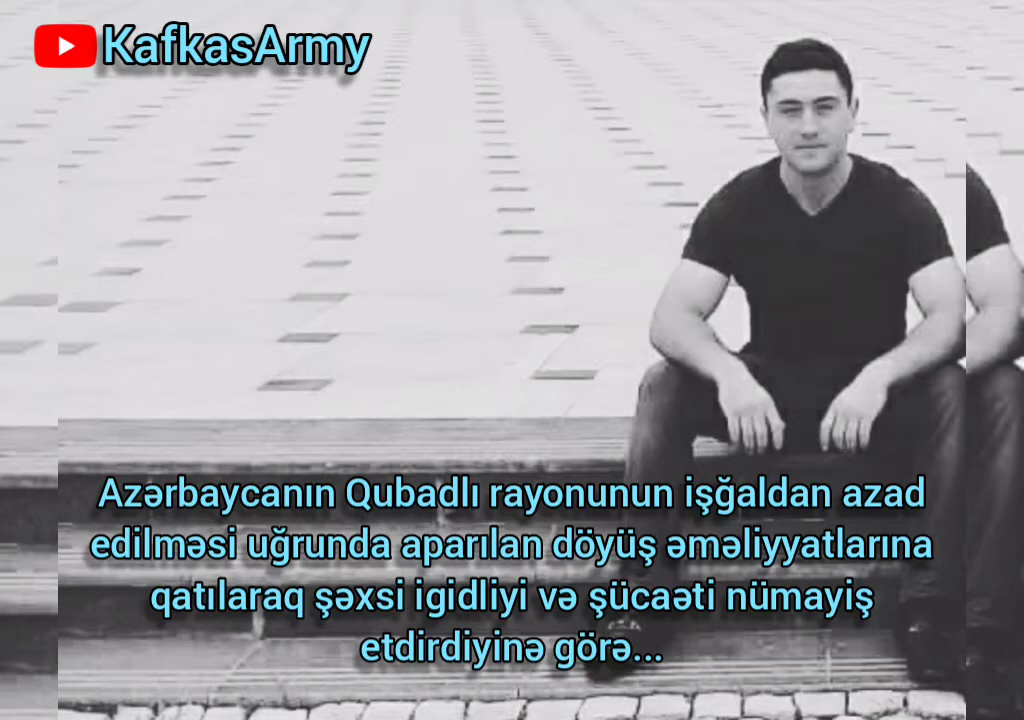 KafkasArmy
Azərbaycanın Qubadlı rayonunun işğaldan azad
edilməsi uğrunda aparılan döyüş əməliyyatlarına
qatılaraq şəxsi igidliyi və şücaəti nümayiş
etdirdiyinə görə...